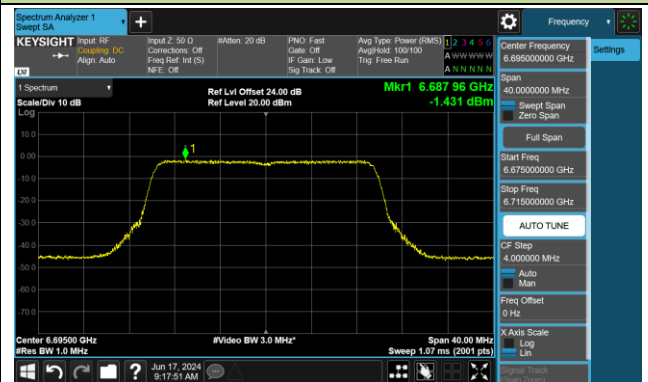 Spectrum Analyzer 1
Swept SA
Frequency
KEYSIGHT
Input: RF
Coupling: DC
Align: Auto
Input Z: 50 Ω
Corrections: Off
Freq Ref: Int (S)
NFE: Off
#Atten: 20 dB
PNO: Fast
Gate: Off
IF Gain: Low
Sig Track: Off
Avg Type: Power (RMS)
Avg|Hold: 100/100
Trig: Free Run
1 2 3 4 5 6
A W W W W W
A N N N N N
LXI
Center Frequency
6.695000000 GHz
Settings
Span
40.0000000 MHz
Swept Span
Zero Span
Full Span
Start Freq
6.675000000 GHz
Stop Freq
6.715000000 GHz
AUTO TUNE
CF Step
4.000000 MHz
Auto
Man
Freq Offset
0 Hz
X Axis Scale
Log
Lin
Signal Track
1 Spectrum
Scale/Div 10 dB
Log
Ref Lvl Offset 24.00 dB
Ref Level 20.00 dBm
Mkr1 6.687 96 GHz
-1.431 dBm
1
10.0
0.00
-10.0
-20.0
-30.0
-40.0
-50.0
-60.0
-70.0
Center 6.69500 GHz
#Res BW 1.0 MHz
#Video BW 3.0 MHz*
Span 40.00 MHz
Sweep 1.07 ms (2001 pts)
?
Jun 17, 2024
9:17:51 AM